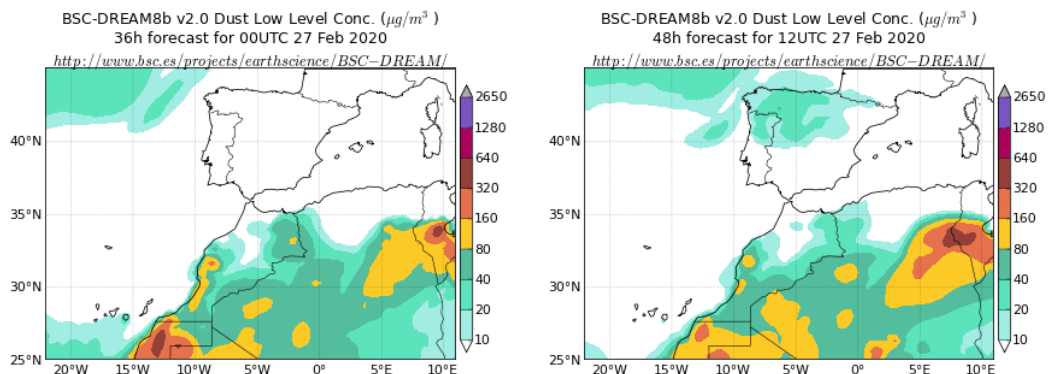 BSC-DREAM8b v2.0 Dust Low Level Conc. (μg/m³ )
36h forecast for 00UTC 27 Feb 2020
http://www.bsc.es/projects/earthscience/BSC−DREAM/
40°N
35°N
30°N
25°N
20°W
15°W
10°W
5°W
0°
5°E
10°E
2650
1280
640
320
160
80
40
20
10
BSC-DREAM8b v2.0 Dust Low Level Conc. (μg/m³ )
48h forecast for 12UTC 27 Feb 2020
http://www.bsc.es/projects/earthscience/BSC−DREAM/
40°N
35°N
30°N
25°N
20°W
15°W
10°W
5°W
0°
5°E
10°E
2650
1280
640
320
160
80
40
20
10